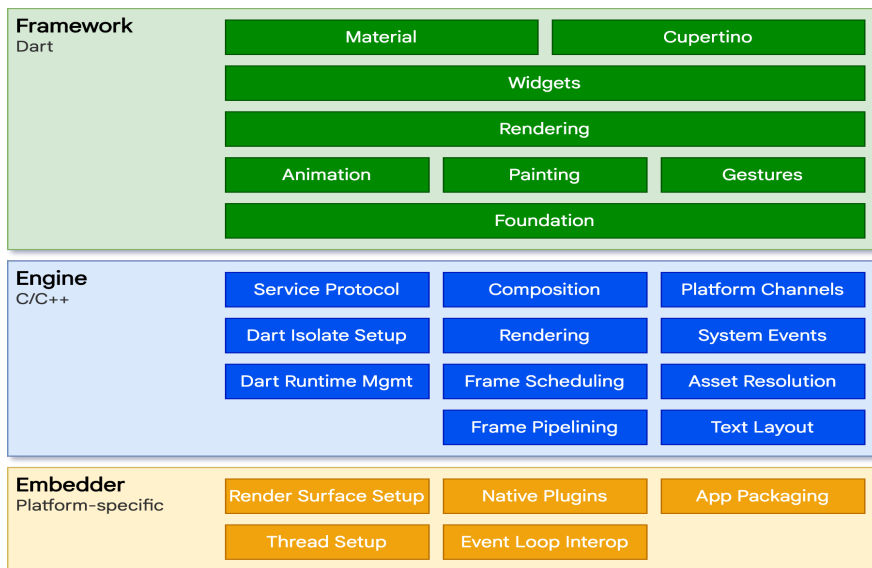 Framework
Dart
Material
Cupertino
Widgets
Rendering
Animation
Painting
Gestures
Foundation
Engine
C/C++
Service Protocol
Composition
Platform Channels
Dart Isolate Setup
Rendering
System Events
Dart Runtime Mgmt
Frame Scheduling
Asset Resolution
Frame Pipelining
Text Layout
Embedder
Platform-specific
Render Surface Setup
Native Plugins
App Packaging
Thread Setup
Event Loop Interop